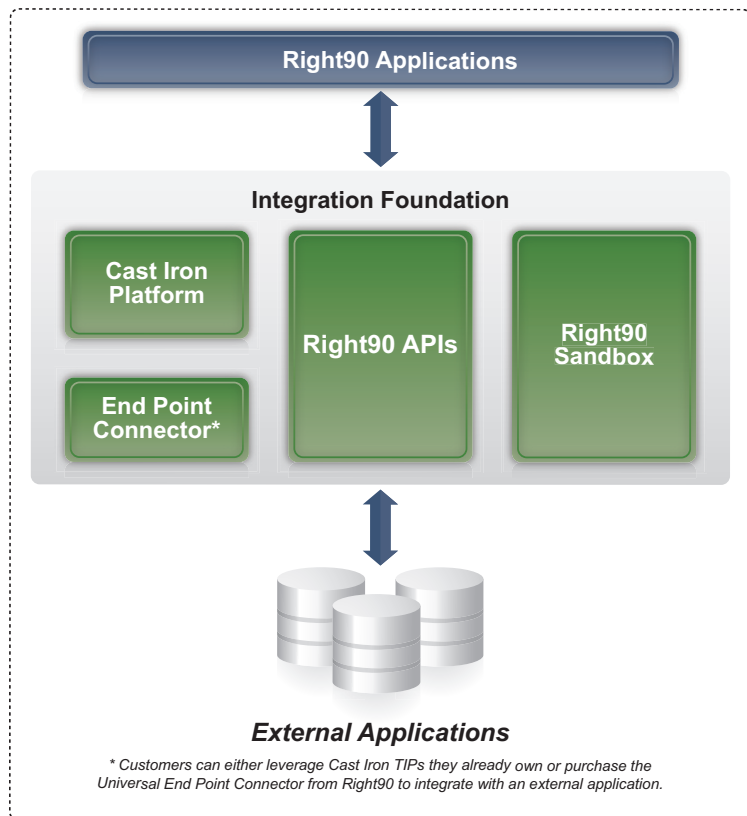 Right90 Applications
Integration Foundation
Cast Iron
Platform
End Point
Connector*
Right90 APIs
Right90
Sandbox
External Applications
* Customers can either leverage Cast Iron TIPs they already own or purchase the
Universal End Point Connector from Right90 to integrate with an external application.